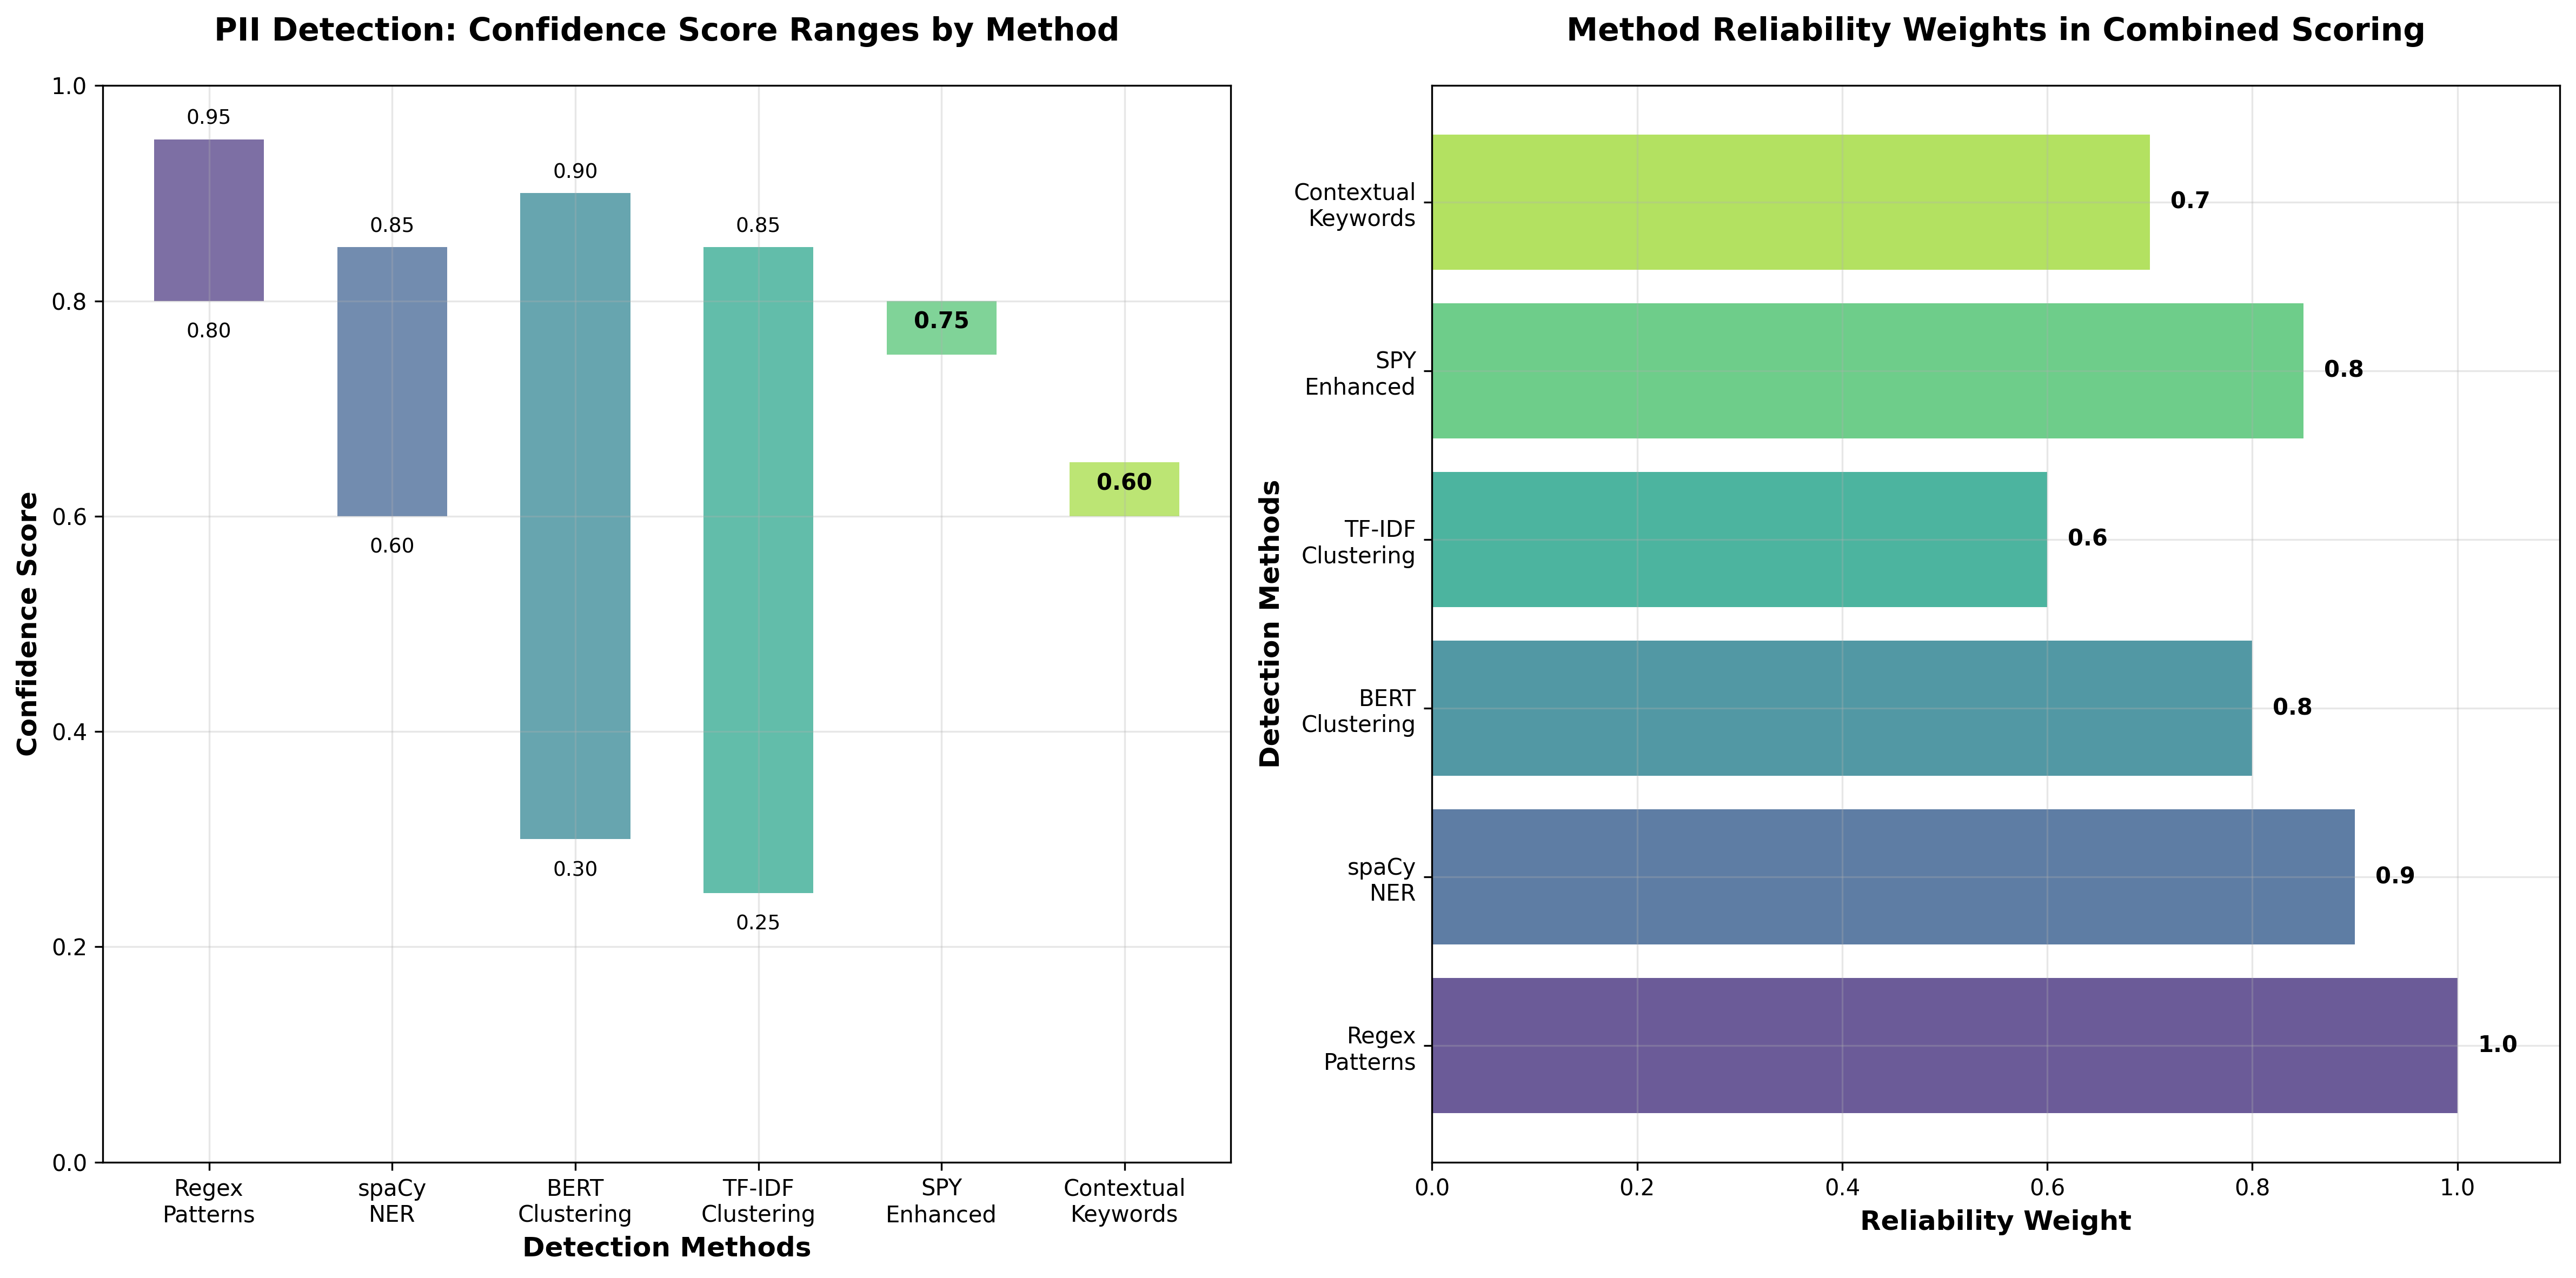 PII Detection: Confidence Score Ranges by Method
Confidence Score
1.0
0.8
0.6
0.4
0.2
0.0
0.95
0.80
0.85
0.60
0.90
0.30
0.85
0.25
0.75
0.60
Regex
Patterns
spaCy
NER
BERT
Clustering
TF-IDF
Clustering
SPY
Enhanced
Contextual
Keywords
Detection Methods
Method Reliability Weights in Combined Scoring
Detection Methods
Contextual
Keywords
0.7
SPY
Enhanced
0.8
TF-IDF
Clustering
0.6
BERT
Clustering
0.8
spaCy
NER
0.9
Regex
Patterns
1.0
0.0
0.2
0.4
0.6
0.8
1.0
Reliability Weight